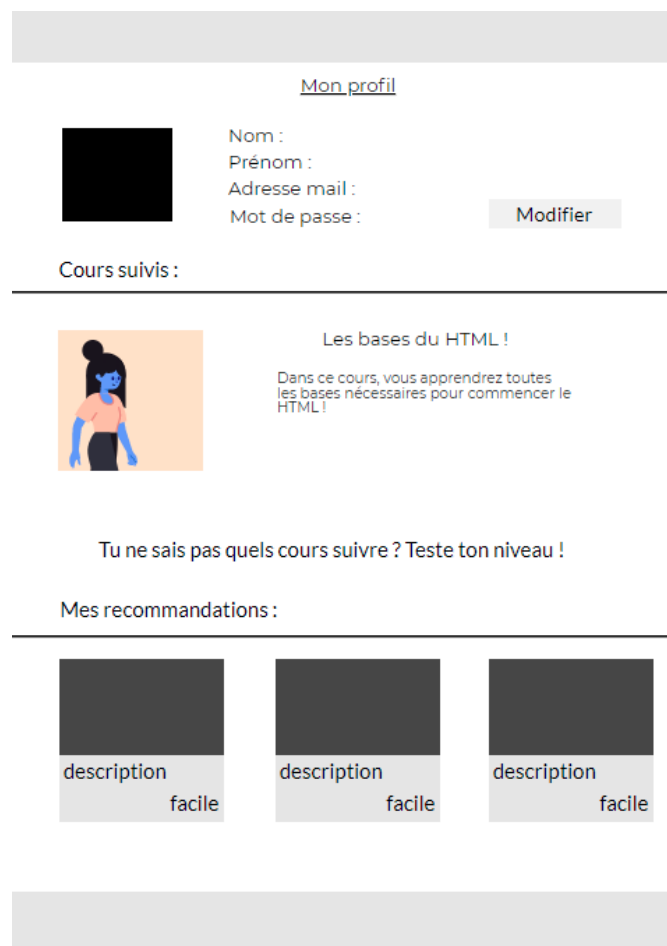 Mon profil
Nom :
Prénom :
Adresse mail :
Mot de passe :
Modifier
Cours suivis :
Les bases du HTML !
Dans ce cours, vous apprendrez toutes
les bases nécessaires pour commencer le
HTML !
Tu ne sais pas quels cours suivre ? Teste ton niveau !
Mes recommandations :
description
facile
description
facile
description
facile